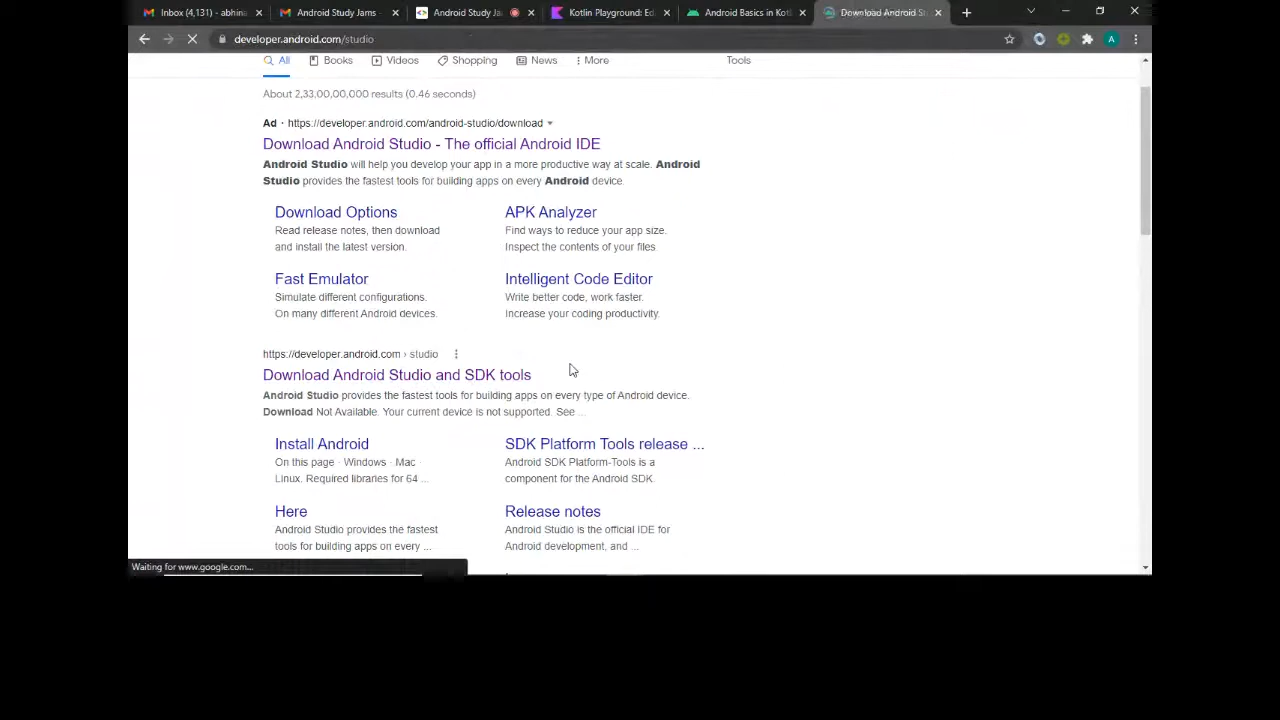 Inbox (4,131) - abhina
Android Study Jams -
Android Study Ja
Kotlin Playground: Ed
Android Basics in Kotl
Download Android St
developer.android.com/studio
A
All
Books
Videos
Shopping
News
More
Tools
About 2,33,00,00,000 results (0.46 seconds)
Ad · https://developer.android.com/android-studio/download
Download Android Studio - The official Android IDE
Android Studio will help you develop your app in a more productive way at scale. Android
Studio provides the fastest tools for building apps on every Android device.
Download Options
Read release notes, then download
and install the latest version.
APK Analyzer
Find ways to reduce your app size.
Inspect the contents of your files.
Fast Emulator
Simulate different configurations.
On many different Android devices.
Intelligent Code Editor
Write better code, work faster.
Increase your coding productivity.
https://developer.android.com › studio
Download Android Studio and SDK tools
Android Studio provides the fastest tools for building apps on every type of Android device.
Download Not Available. Your current device is not supported. See ...
Install Android
On this page · Windows · Mac ·
Linux. Required libraries for 64 ...
SDK Platform Tools release ...
Android SDK Platform-Tools is a
component for the Android SDK.
Here
Android Studio provides the fastest
tools for building apps on every ...
Release notes
Android Studio is the official IDE for
Android development, and ...
Waiting for www.google.com...